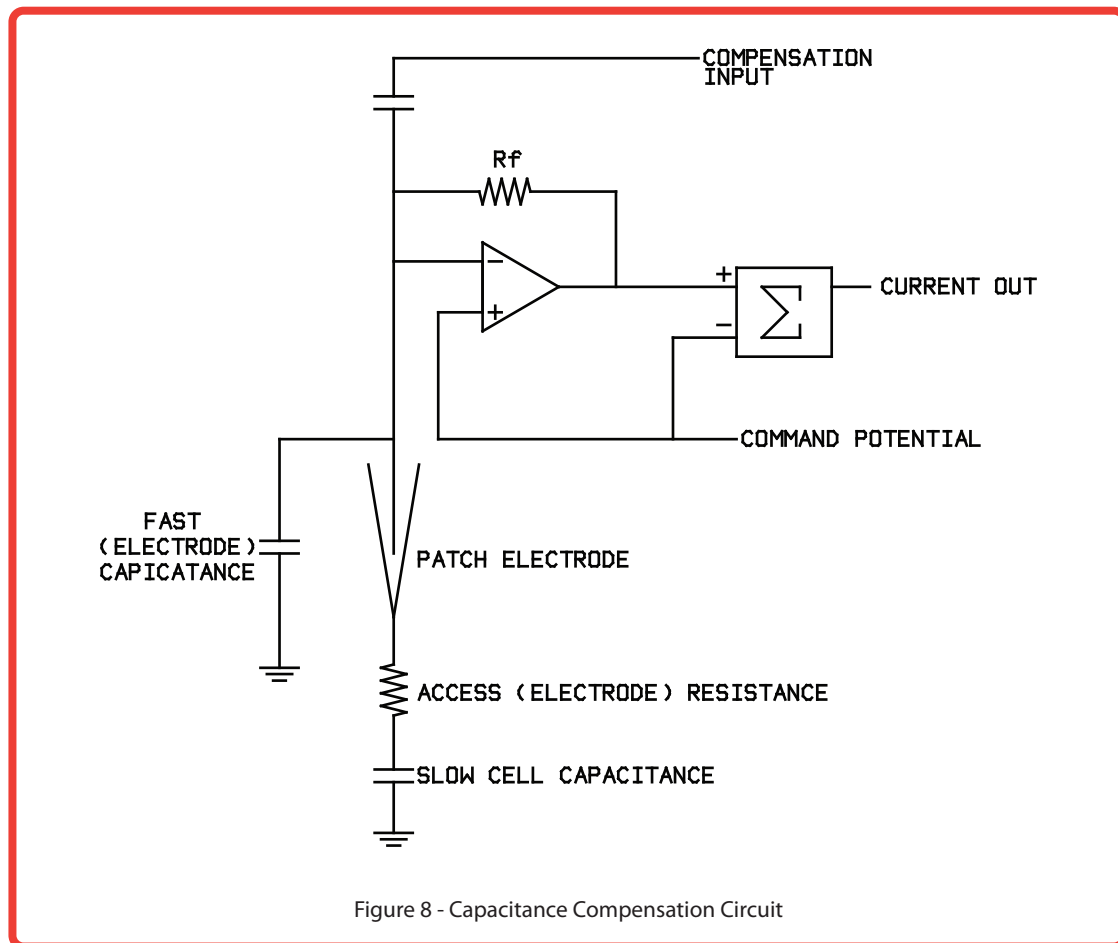 COMPENSATION
INPUT
Rf
−
+
+
−
Σ
CURRENT OUT
COMMAND POTENTIAL
FAST
(ELECTRODE)
CAPICATANCE
PATCH ELECTRODE
ACCESS (ELECTRODE) RESISTANCE
SLOW CELL CAPACITANCE
Figure 8 - Capacitance Compensation Circuit